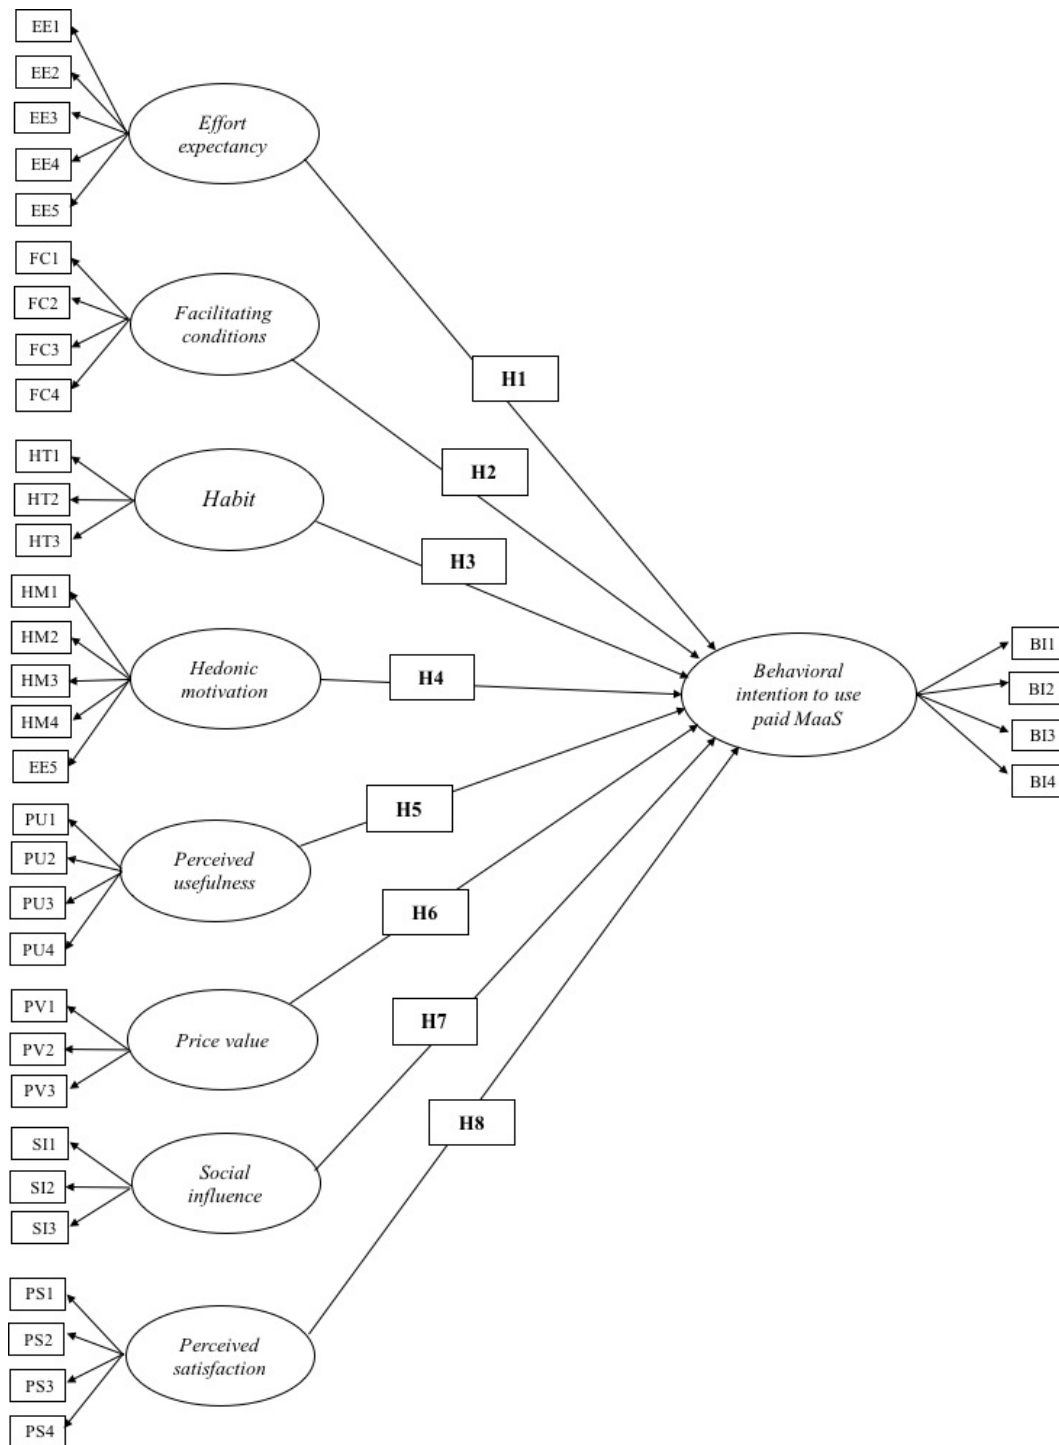 EE1
EE2
EE3
EE4
EE5
Effort
expectancy
FC1
FC2
FC3
FC4
Facilitating
conditions
H1
H2
HT1
HT2
HT3
Habit
H3
HM1
HM2
HM3
HM4
EE5
Hedonic
motivation
H4
Behavioral
intention to use
paid MaaS
BI1
BI2
BI3
BI4
PU1
PU2
PU3
PU4
Perceived
usefulness
H5
H6
PV1
PV2
PV3
Price value
H7
SI1
SI2
SI3
Social
influence
H8
PS1
PS2
PS3
PS4
Perceived
satisfaction